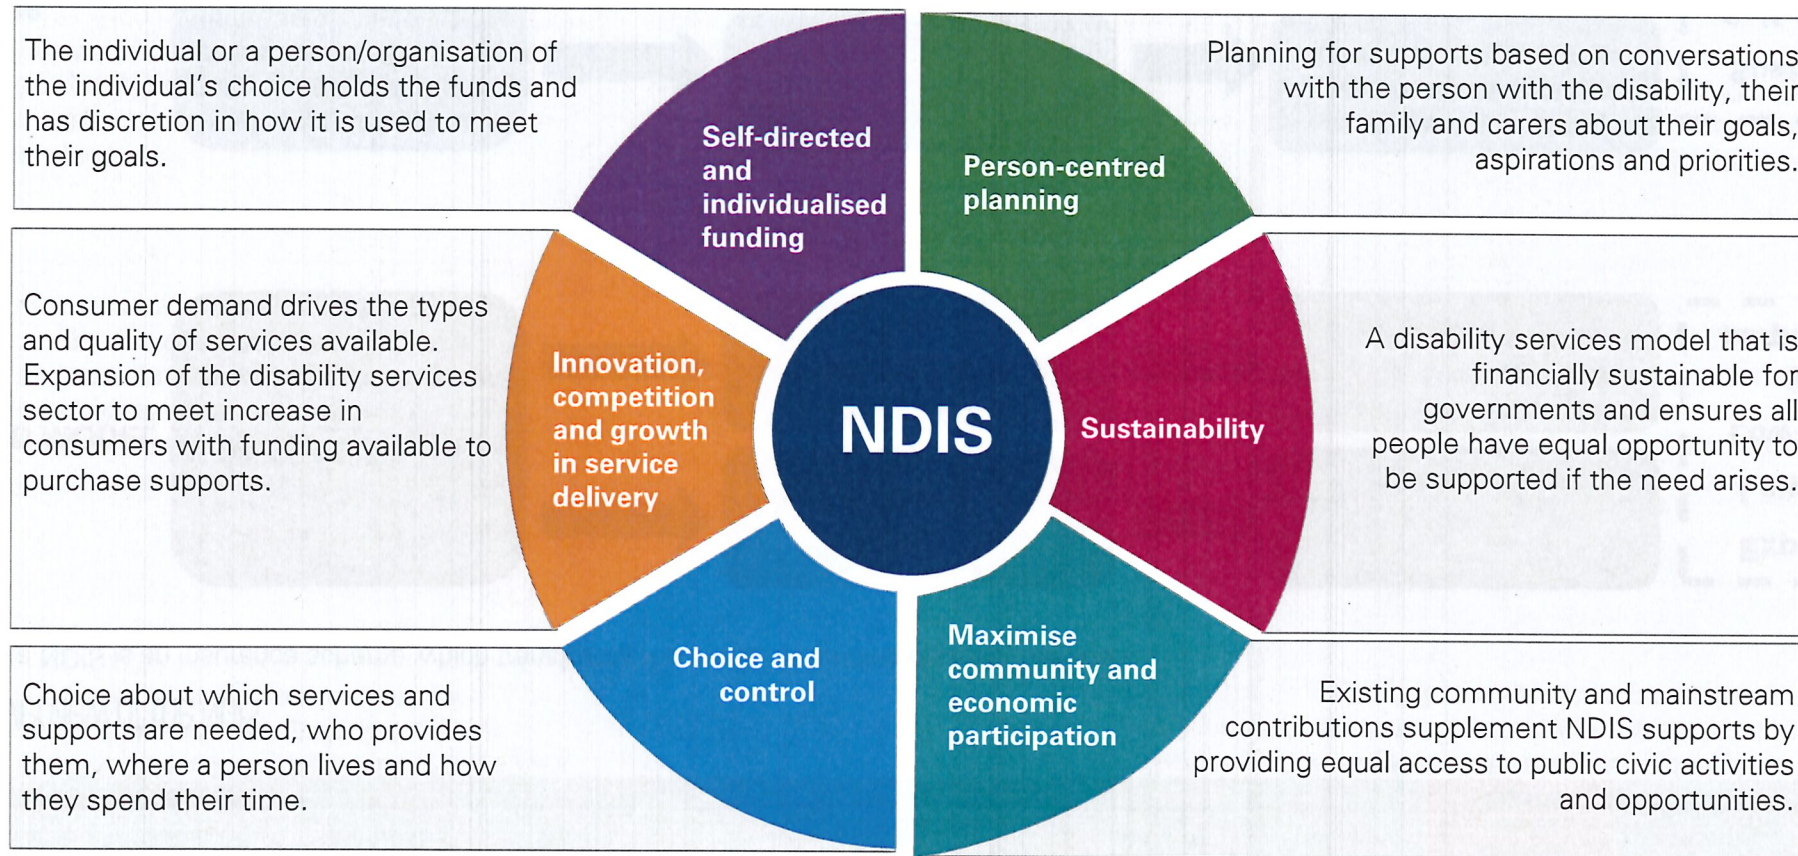 The individual or a person/organisation of
the individual's choice holds the funds and
has discretion in how it is used to meet
their goals.
Self-directed
and
individualised
funding
Person-centred
planning
Planning for supports based on conversations
with the person with the disability, their
family and carers about their goals,
aspirations and priorities.
Consumer demand drives the types
and quality of services available.
Expansion of the disability services
sector to meet increase in
consumers with funding available to
purchase supports.
Innovation,
competition
and growth
in service
delivery
NDIS
Sustainability
A disability services model that is
financially sustainable for
governments and ensures all
people have equal opportunity to
be supported if the need arises.
Choice about which services and
supports are needed, who provides
them, where a person lives and how
they spend their time.
Choice and
control
Maximise
community and
economic
participation
Existing community and mainstream
contributions supplement NDIS supports by
providing equal access to public civic activities
and opportunities.